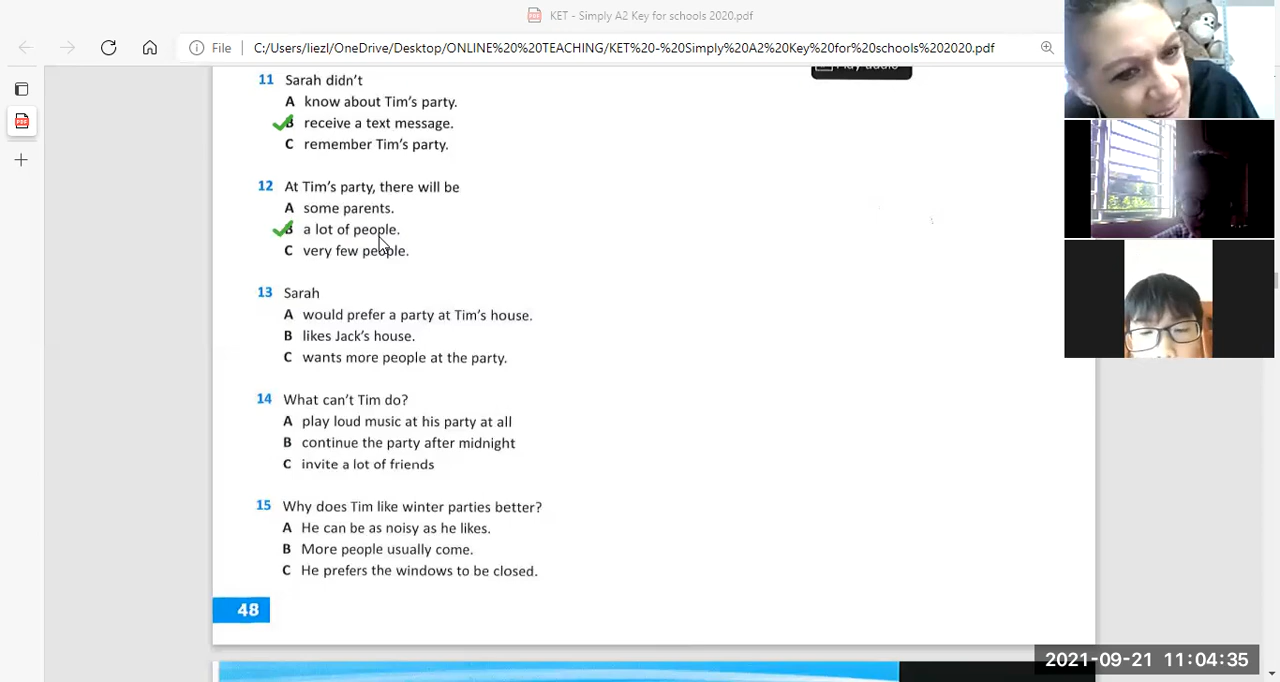 KET - Simply A2 Key for schools 2020.pdf
File C:/Users/liezl/OneDrive/Desktop/ONLINE%20%20TEACHING/KET%20-%20Simply%20A2%20Key%20for%20schools%202020.pdf
11 Sarah didn't
A know about Tim's party.
B receive a text message.
C remember Tim's party.
12 At Tim's party, there will be
A some parents.
B a lot of people.
C very few people.
13 Sarah
A would prefer a party at Tim's house.
B likes Jack's house.
C wants more people at the party.
14 What can't Tim do?
A play loud music at his party at all
B continue the party after midnight
C invite a lot of friends
15 Why does Tim like winter parties better?
A He can be as noisy as he likes.
B More people usually come.
C He prefers the windows to be closed.
48
2021-09-21 11:04:35